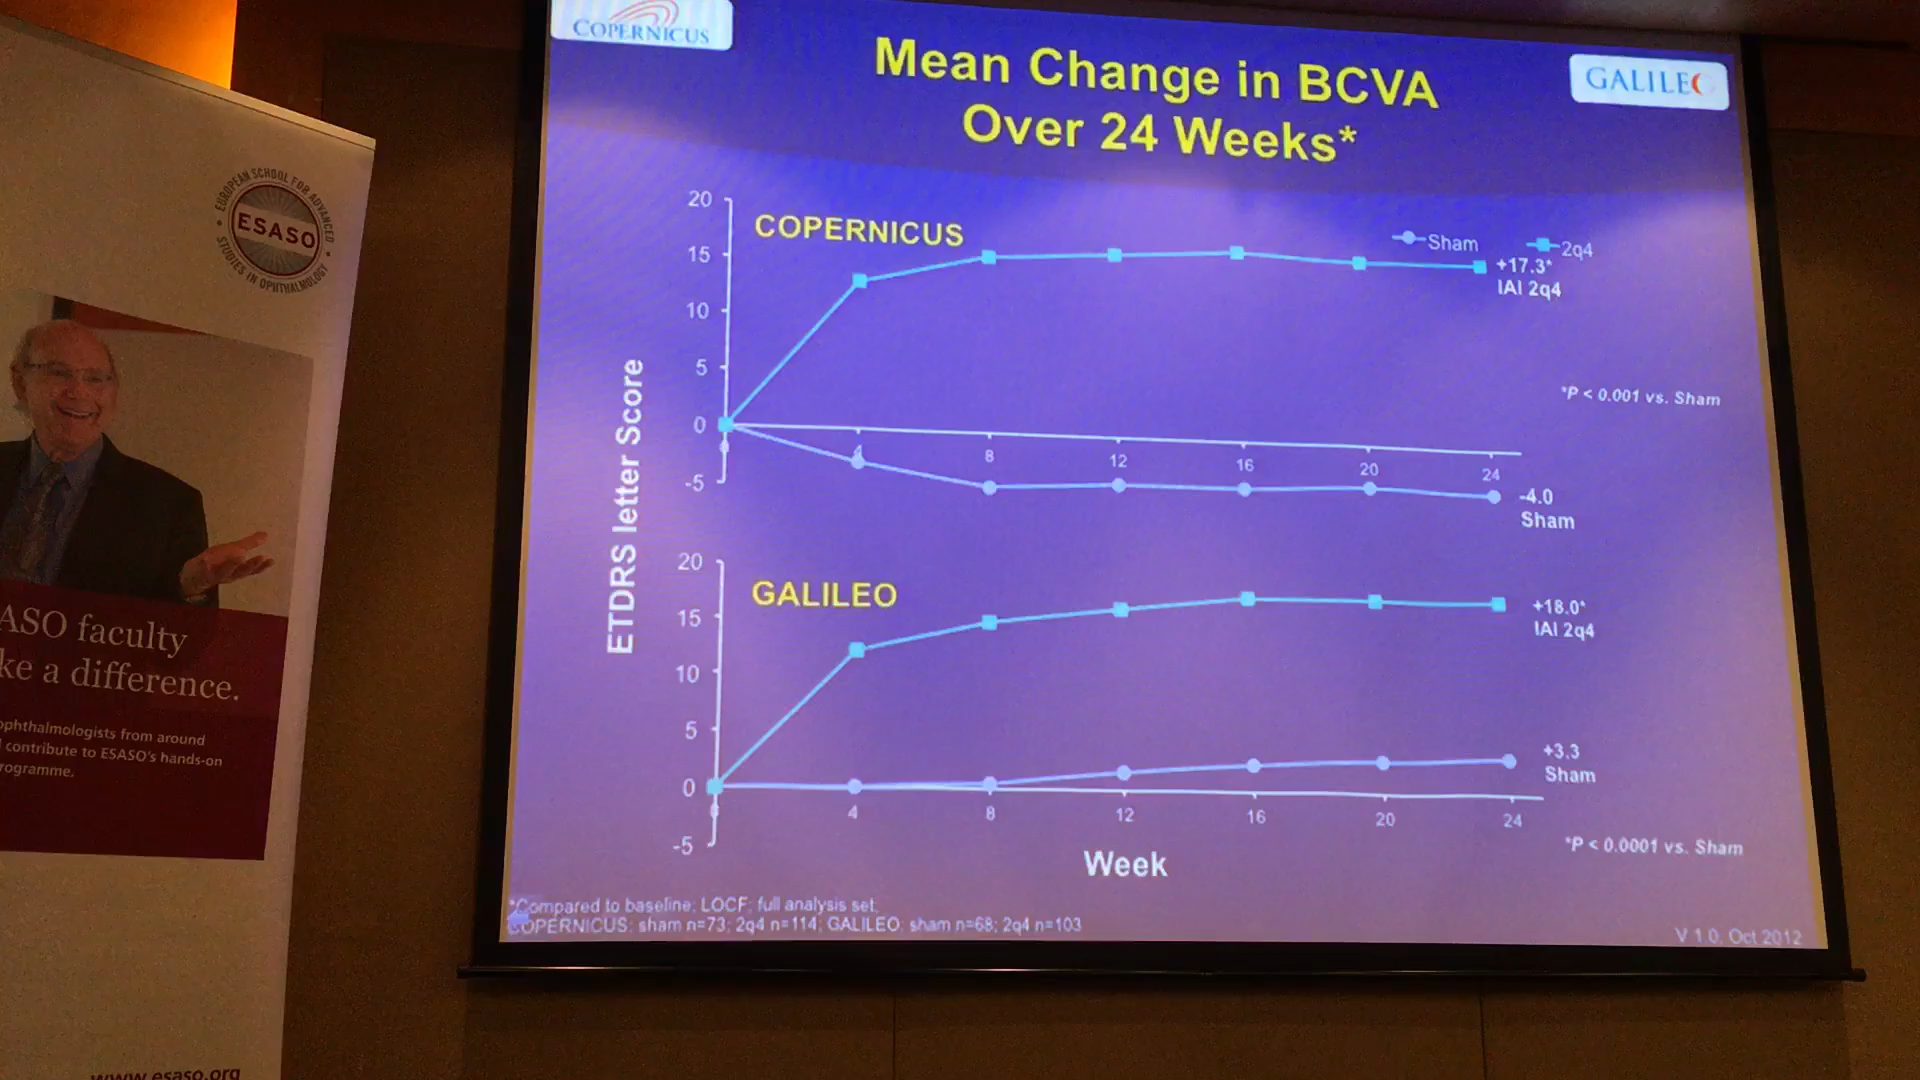 COPERNICUS
Mean Change in BCVA
Over 24 Weeks*
GALILEO
EUROPEAN SCHOOL FOR ADVANCED
ESASO
STUDIES IN OPHTHALMOLOGY
ASO faculty
ke a difference.
ophthalmologists from around
contribute to ESASO's hands-on
rogramme.
www.esaso.org
ETDRS letter Score
COPERNICUS
Sham
2q4
20
15
10
5
0
-5
+17.3*
IAI 2q4
*P < 0.001 vs. Sham
0
4
8
12
16
20
24
-4.0
Sham
GALILEO
20
15
10
5
0
-5
+18.0*
IAI 2q4
+3.3
Sham
0
4
8
12
16
20
24
*P < 0.0001 vs. Sham
Week
*Compared to baseline; LOCF; full analysis set;
COPERNICUS: sham n=73; 2q4 n=114; GALILEO: sham n=68; 2q4 n=103
V 1.0, Oct 2012